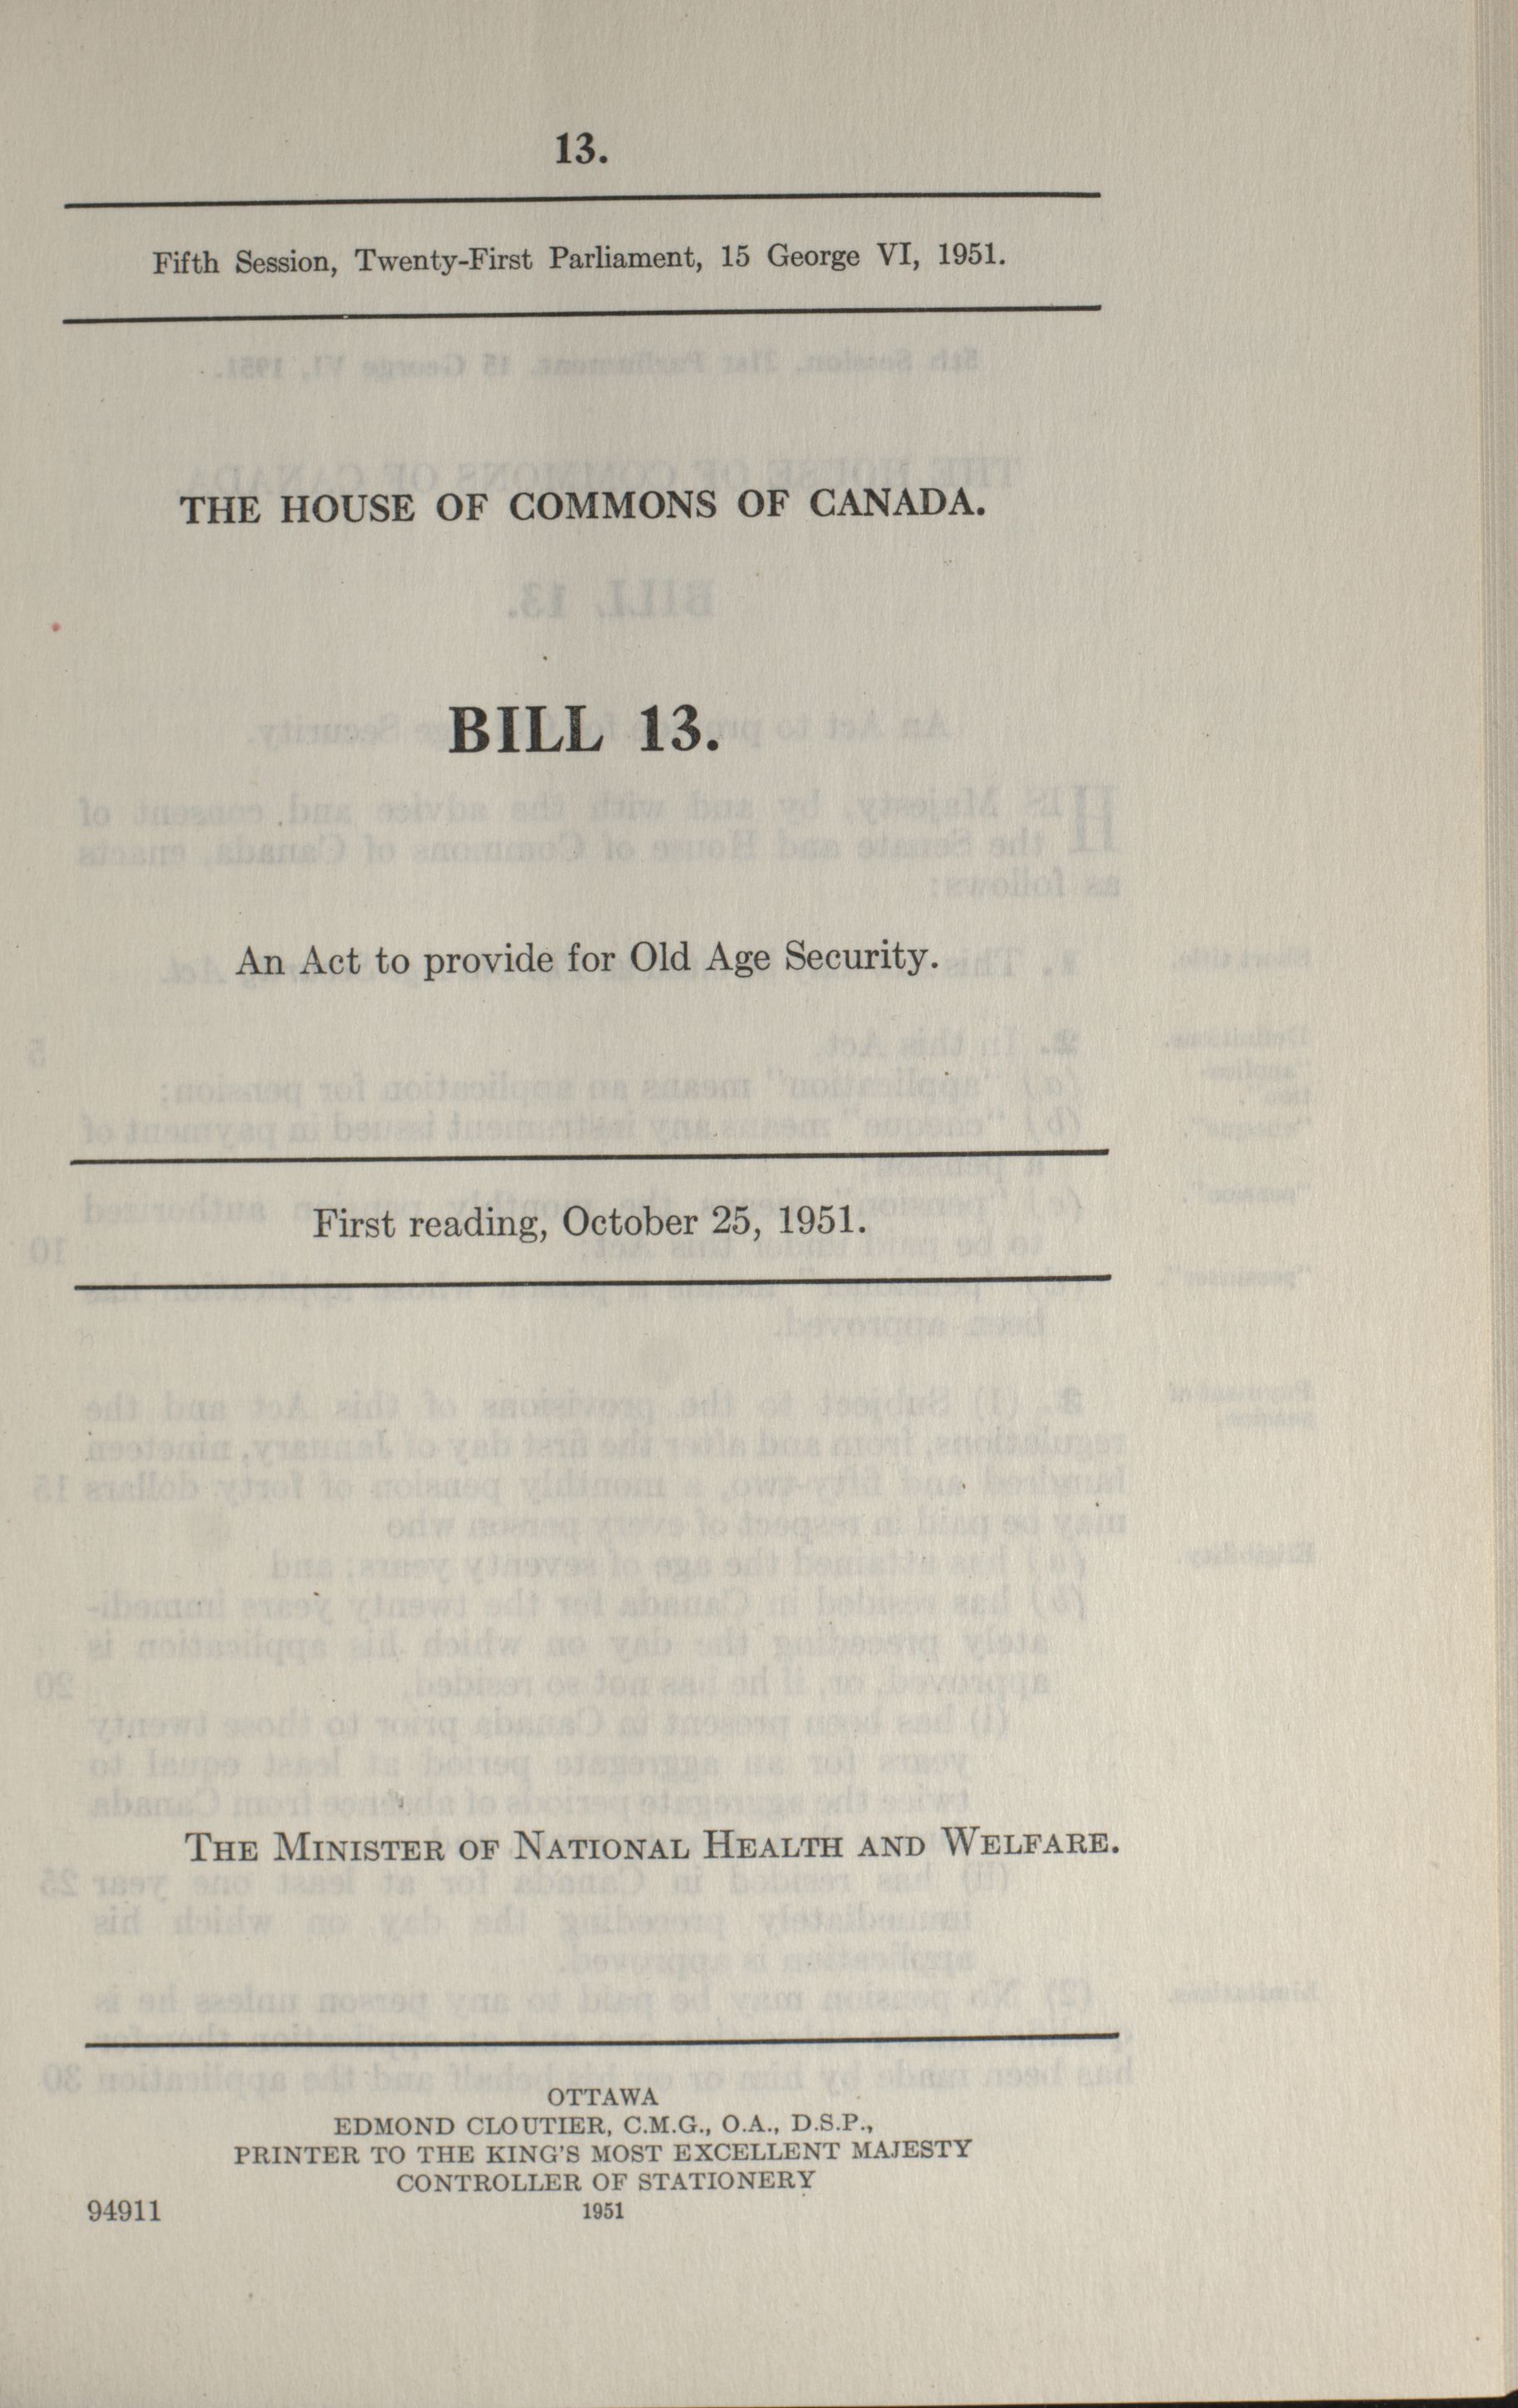 13.
Fifth Session, Twenty-First Parliament, 15 George VI, 1951.
THE HOUSE OF COMMONS OF CANADA.
BILL 13.
An Act to provide for Old Age Security.
First reading, October 25, 1951.
THE MINISTER OF NATIONAL HEALTH AND WELFARE.
OTTAWA
EDMOND CLOUTIER, C.M.G., O.A., D.S.P.,
PRINTER TO THE KING'S MOST EXCELLENT MAJESTY
CONTROLLER OF STATIONERY
94911 1951